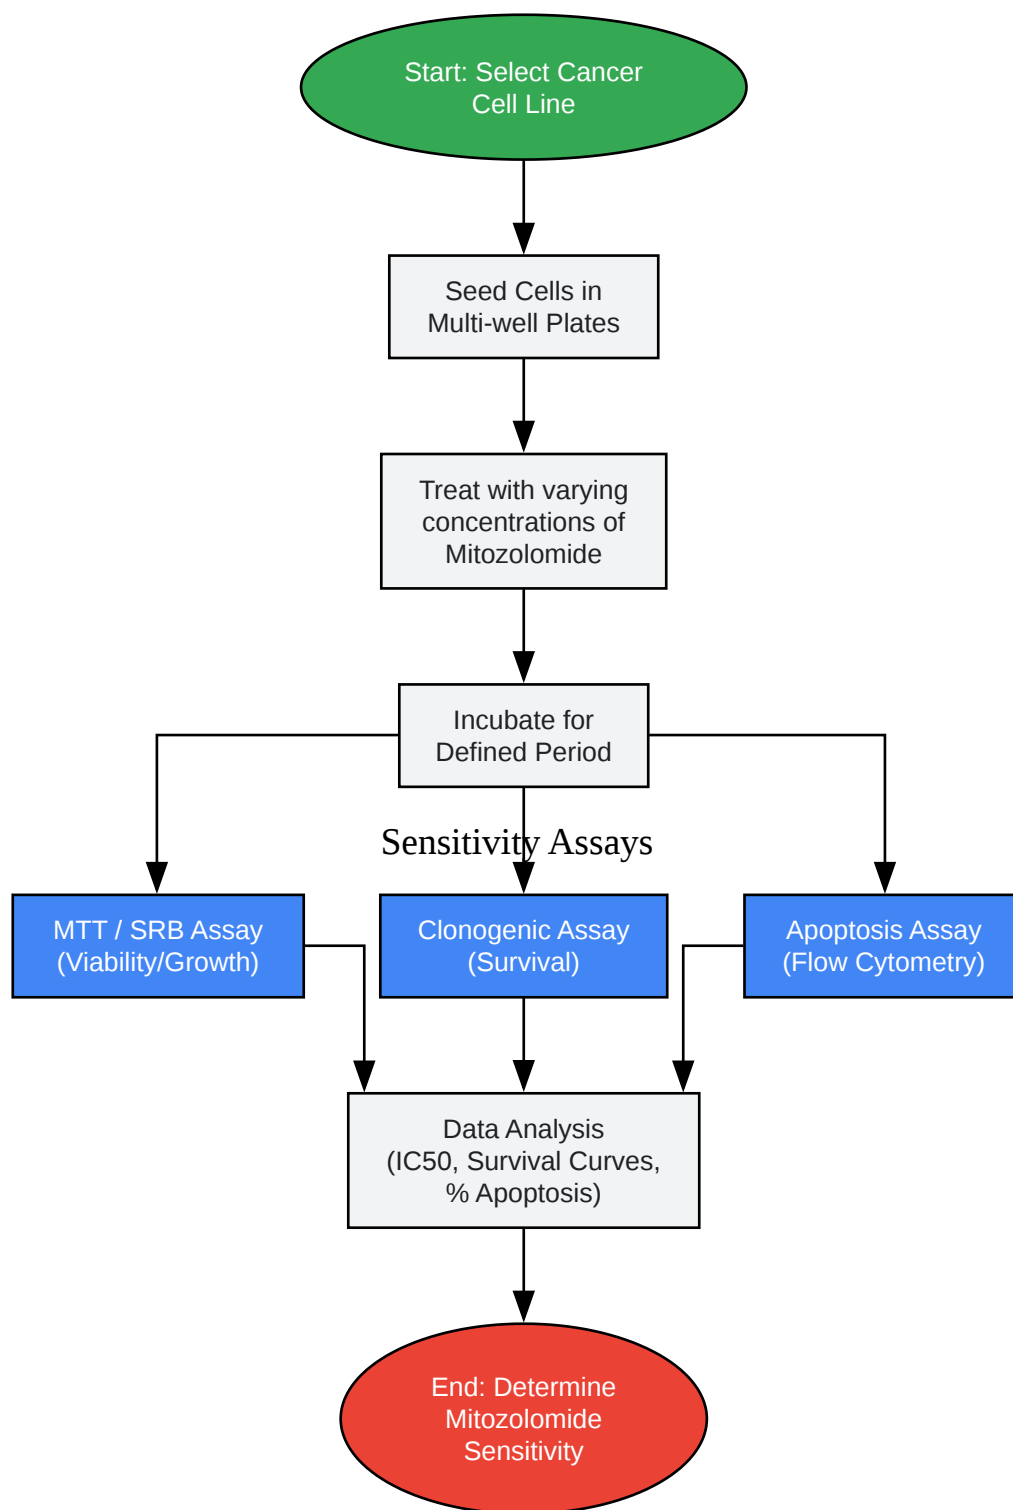 Start: Select Cancer
Cell Line
Seed Cells in
Multi-well Plates
Treat with varying
concentrations of
Mitozolomide
Incubate for
Defined Period
Sensitivity Assays
MTT / SRB Assay
(Viability/Growth)
Clonogenic Assay
(Survival)
Apoptosis Assay
(Flow Cytometry)
Data Analysis
(IC50, Survival Curves,
% Apoptosis)
End: Determine
Mitozolomide
Sensitivity